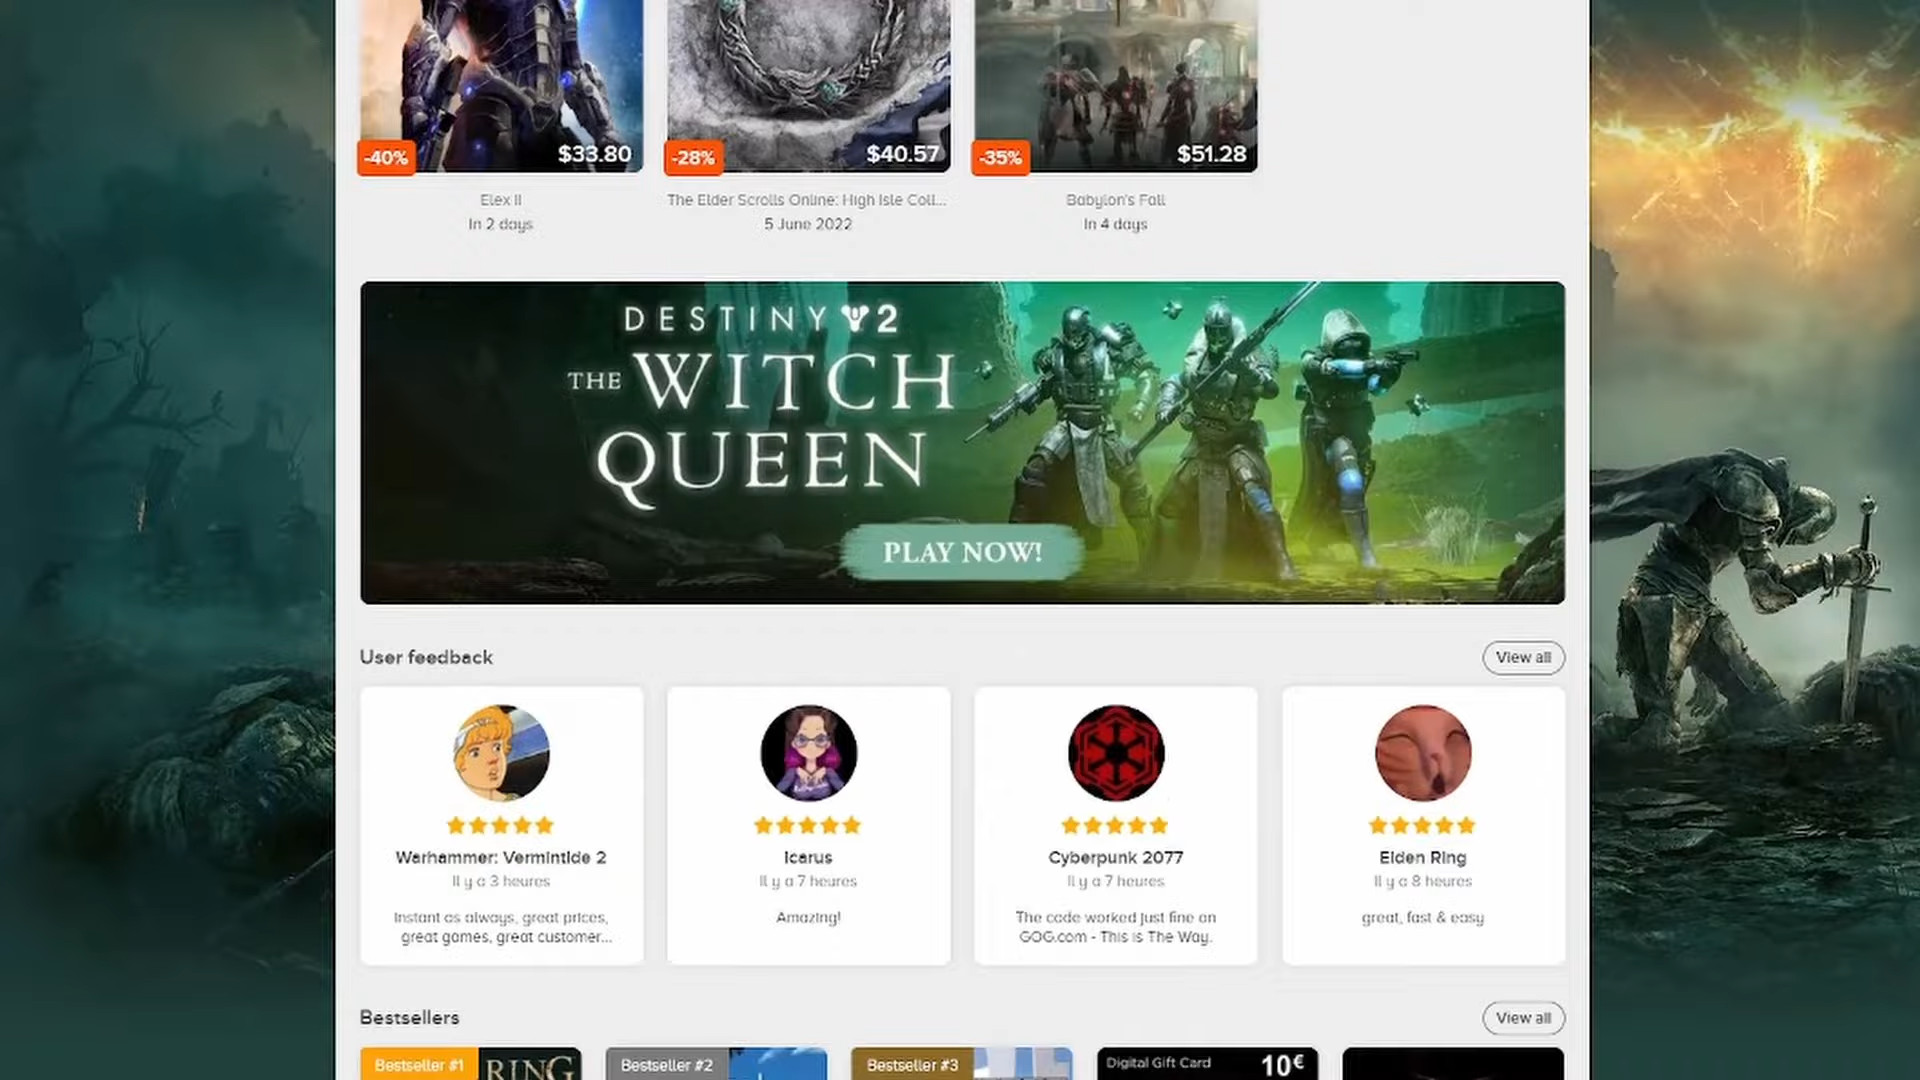 -40%
$33.80
-28%
$40.57
-35%
$51.28
Elex II
In 2 days
The Elder Scrolls Online: High Isle Coll...
5 June 2022
Babylon's Fall
In 4 days
DESTINY 2
THE WITCH
QUEEN
PLAY NOW!
User feedback
View all
Warhammer: Vermintide 2
Il y a 3 heures
Instant as always, great prices,
great games, great customer...
Icarus
Il y a 7 heures
Amazing!
Cyberpunk 2077
Il y a 7 heures
The code worked just fine on
GOG.com - This is The Way.
Elden Ring
Il y a 8 heures
great, fast & easy
Bestsellers
View all
Bestseller #1
RING
Bestseller #2
Bestseller #3
Digital Gift Card
10€